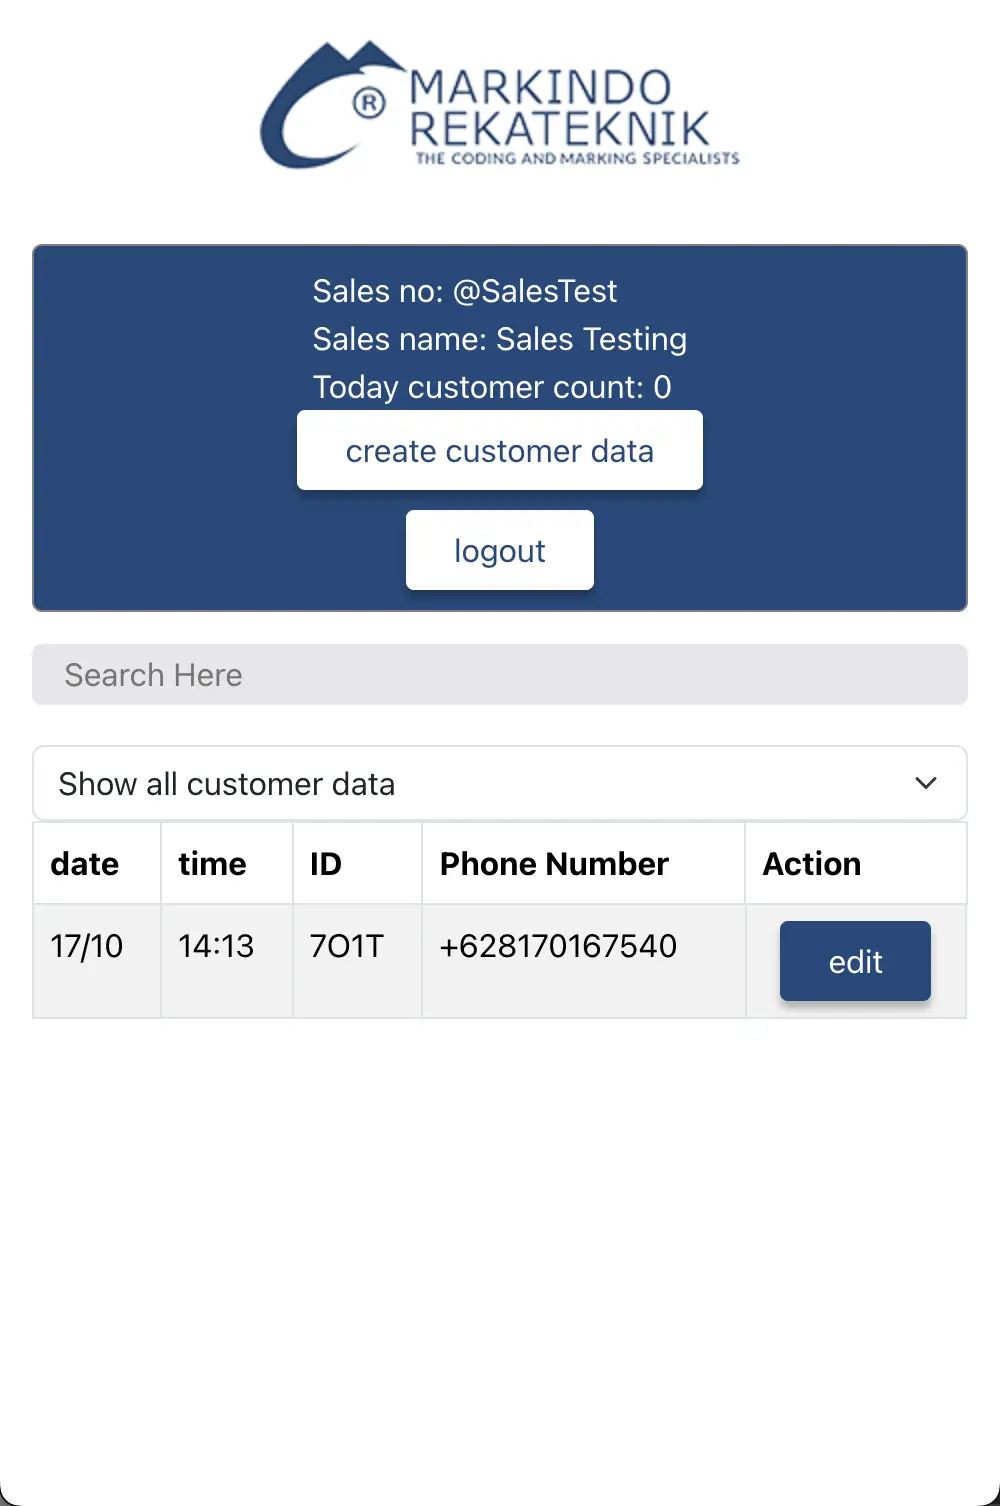 MARKINDO
® REKATEKNIK
THE CODING AND MARKING SPECIALISTS
Sales no: @SalesTest
Sales name: Sales Testing
Today customer count: 0
create customer data
logout
Search Here
Show all customer data
date time ID Phone Number Action
17/10 14:13 7O1T +628170167540 edit